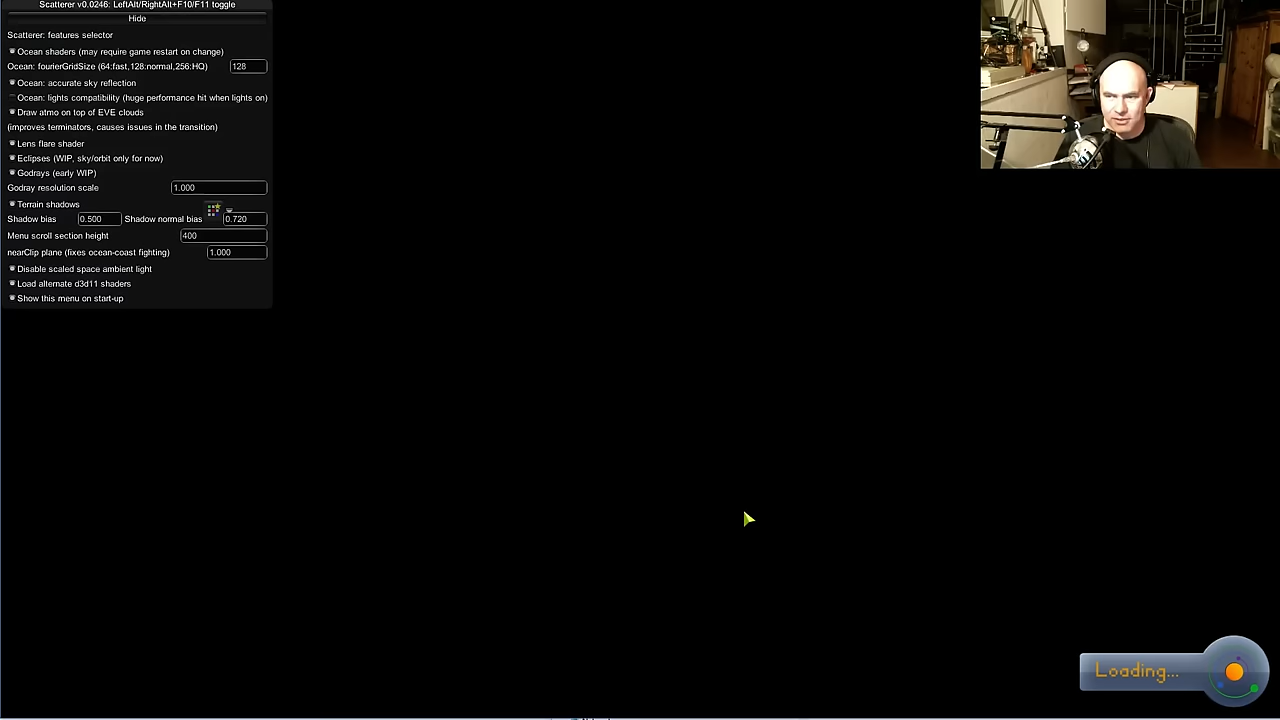 Scatterer v0.0246: LeftAlt/RightAlt+F10/F11 toggle
Hide
Scatterer: features selector
Ocean shaders (may require game restart on change)
Ocean: fourierGridSize (64:fast,128:normal,256:HQ) 128
Ocean: accurate sky reflection
Ocean: lights compatibility (huge performance hit when lights on)
Draw atmo on top of EVE clouds
(improves terminators, causes issues in the transition)
Lens flare shader
Eclipses (WIP, sky/orbit only for now)
Godrays (early WIP)
Godray resolution scale 1.000
Terrain shadows
Shadow bias 0.500 Shadow normal bias 0.720
Menu scroll section height 400
nearClip plane (fixes ocean-coast fighting) 1.000
Disable scaled space ambient light
Load alternate d3d11 shaders
Show this menu on start-up
Loading...